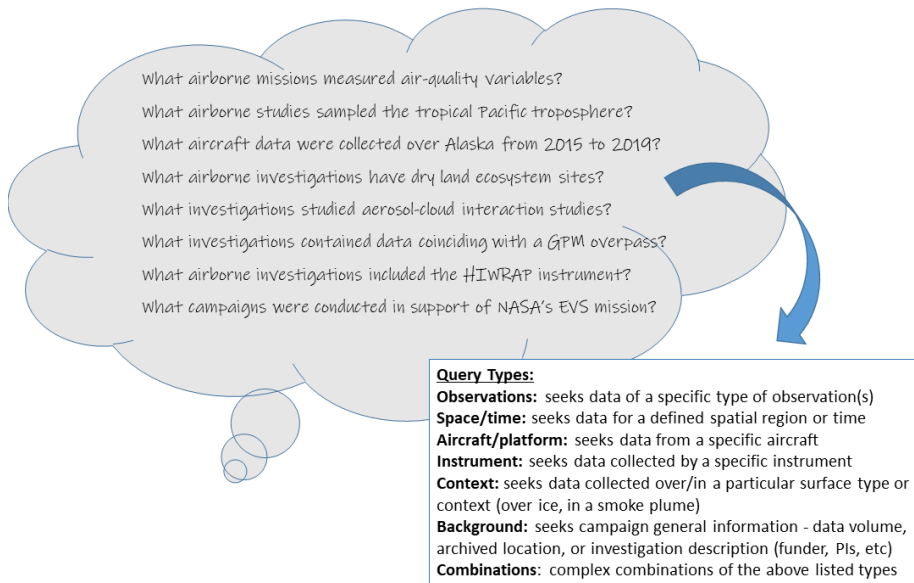 What airborne missions measured air-quality variables?
What airborne studies sampled the tropical Pacific troposphere?
What aircraft data were collected over Alaska from 2015 to 2019?
What airborne investigations have dry land ecosystem sites?
What investigations studied aerosol-cloud interaction studies?
What investigations contained data coinciding with a GPM overpass?
What airborne investigations included the HIWRAP instrument?
What campaigns were conducted in support of NASA's EVS mission?
Query Types:
Observations: seeks data of a specific type of observation(s)
Space/time: seeks data for a defined spatial region or time
Aircraft/platform: seeks data from a specific aircraft
Instrument: seeks data collected by a specific instrument
Context: seeks data collected over/in a particular surface type or
context (over ice, in a smoke plume)
Background: seeks campaign general information - data volume,
archived location, or investigation description (funder, PIs, etc)
Combinations: complex combinations of the above listed types